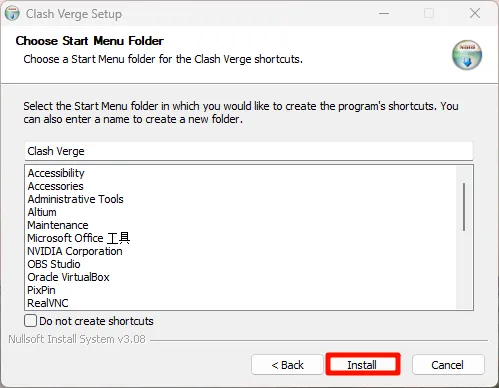 Clash Verge Setup
Choose Start Menu Folder
Choose a Start Menu folder for the Clash Verge shortcuts.
Select the Start Menu folder in which you would like to create the program's shortcuts. You
can also enter a name to create a new folder.
Clash Verge
Accessibility
Accessories
Administrative Tools
Altium
Maintenance
Microsoft Office 工具
NVIDIA Corporation
OBS Studio
Oracle VirtualBox
PixPin
RealVNC
Do not create shortcuts
Nullsoft Install System v3.08
< Back
Install
Cancel